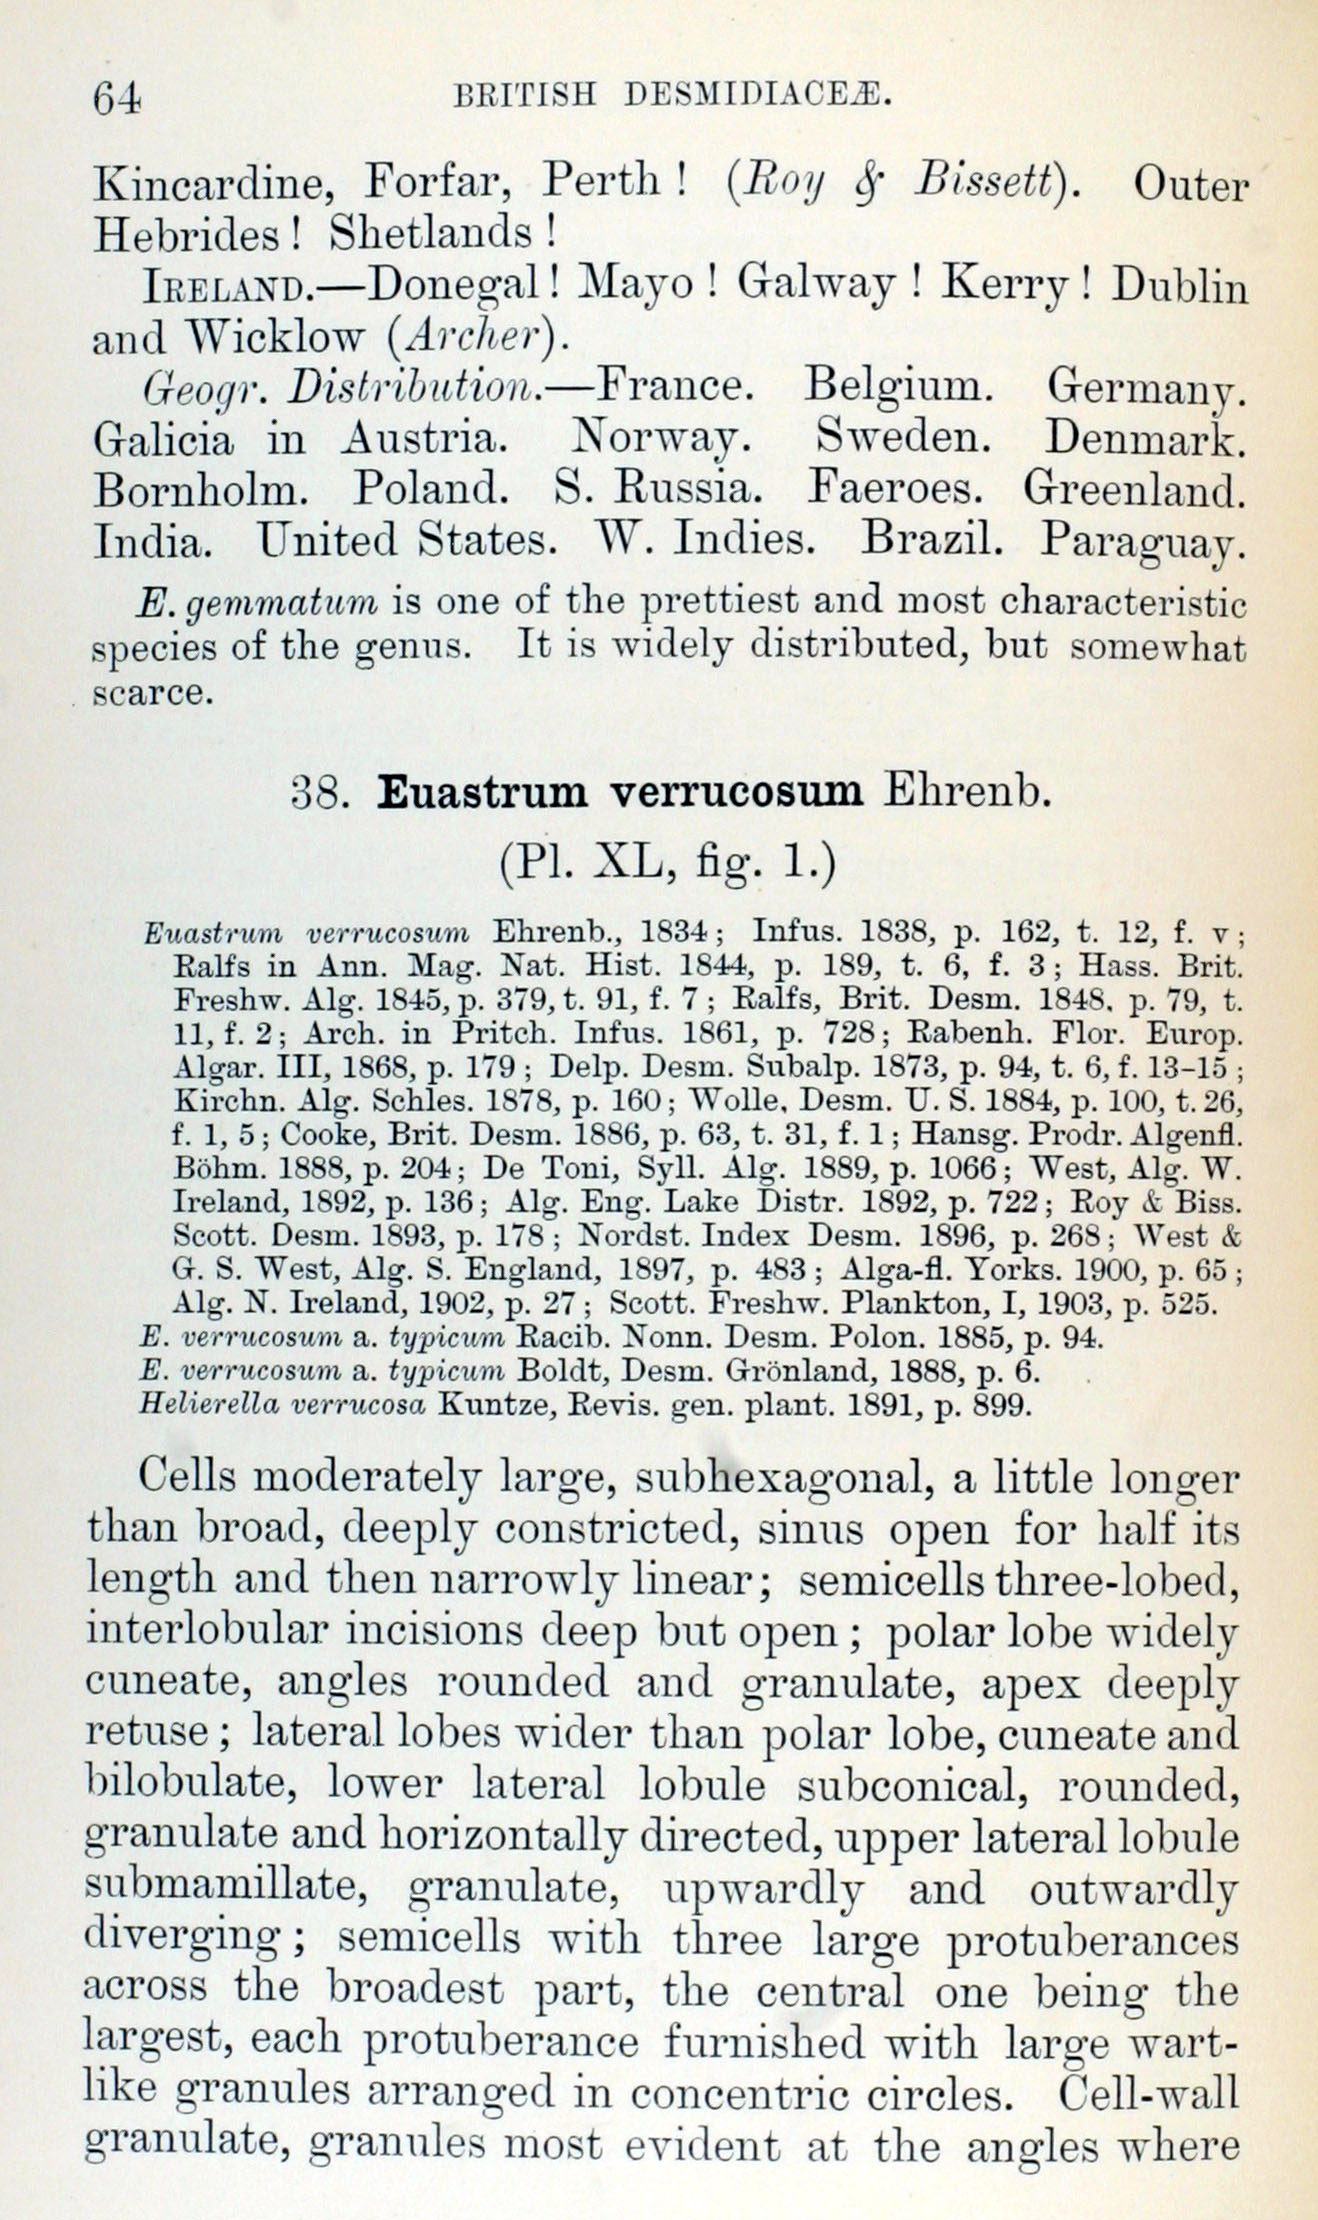 64 BRITISH DESMIDIACEÆ.
Kincardine, Forfar, Perth ! (Roy & Bissett). Outer
Hebrides ! Shetlands !
IRELAND.—Donegal ! Mayo ! Galway ! Kerry ! Dublin
and Wicklow (Archer).
Geogr. Distribution.—France. Belgium. Germany.
Galicia in Austria. Norway. Sweden. Denmark.
Bornholm. Poland. S. Russia. Faeroes. Greenland.
India. United States. W. Indies. Brazil. Paraguay.
E. gemmatum is one of the prettiest and most characteristic
species of the genus. It is widely distributed, but somewhat
scarce.
38. Euastrum verrucosum Ehrenb.
(Pl. XL, fig. 1.)
Euastrum verrucosum Ehrenb., 1834 ; Infus. 1838, p. 162, t. 12, f. v ;
Ralfs in Ann. Mag. Nat. Hist. 1844, p. 189, t. 6, f. 3 ; Hass. Brit.
Freshw. Alg. 1845, p. 379, t. 91, f. 7 ; Ralfs, Brit. Desm. 1848. p. 79, t.
11, f. 2 ; Arch. in Pritch. Infus. 1861, p. 728 ; Rabenh. Flor. Europ.
Algar. III, 1868, p. 179 ; Delp. Desm. Subalp. 1873, p. 94, t. 6, f. 13-15 ;
Kirchn. Alg. Schles. 1878, p. 160 ; Wolle. Desm. U. S. 1884, p. 100, t. 26,
f. 1, 5 ; Cooke, Brit. Desm. 1886, p. 63, t. 31, f. 1 ; Hansg. Prodr. Algenfl.
Böhm. 1888, p. 204 ; De Toni, Syll. Alg. 1889, p. 1066 ; West, Alg. W.
Ireland, 1892, p. 136 ; Alg. Eng. Lake Distr. 1892, p. 722 ; Roy & Biss.
Scott. Desm. 1893, p. 178 ; Nordst. Index Desm. 1896, p. 268 ; West &
G. S. West, Alg. S. England, 1897, p. 483 ; Alga-fl. Yorks. 1900, p. 65 ;
Alg. N. Ireland, 1902, p. 27 ; Scott. Freshw. Plankton, I, 1903, p. 525.
E. verrucosum a. typicum Racib. Nonn. Desm. Polon. 1885, p. 94.
E. verrucosum a. typicum Boldt, Desm. Grönland, 1888, p. 6.
Helierella verrucosa Kuntze, Revis. gen. plant. 1891, p. 899.
Cells moderately large, subhexagonal, a little longer
than broad, deeply constricted, sinus open for half its
length and then narrowly linear ; semicells three-lobed,
interlobular incisions deep but open ; polar lobe widely
cuneate, angles rounded and granulate, apex deeply
retuse ; lateral lobes wider than polar lobe, cuneate and
bilobulate, lower lateral lobule subconical, rounded,
granulate and horizontally directed, upper lateral lobule
submamillate, granulate, upwardly and outwardly
diverging ; semicells with three large protuberances
across the broadest part, the central one being the
largest, each protuberance furnished with large wart-
like granules arranged in concentric circles. Cell-wall
granulate, granules most evident at the angles where